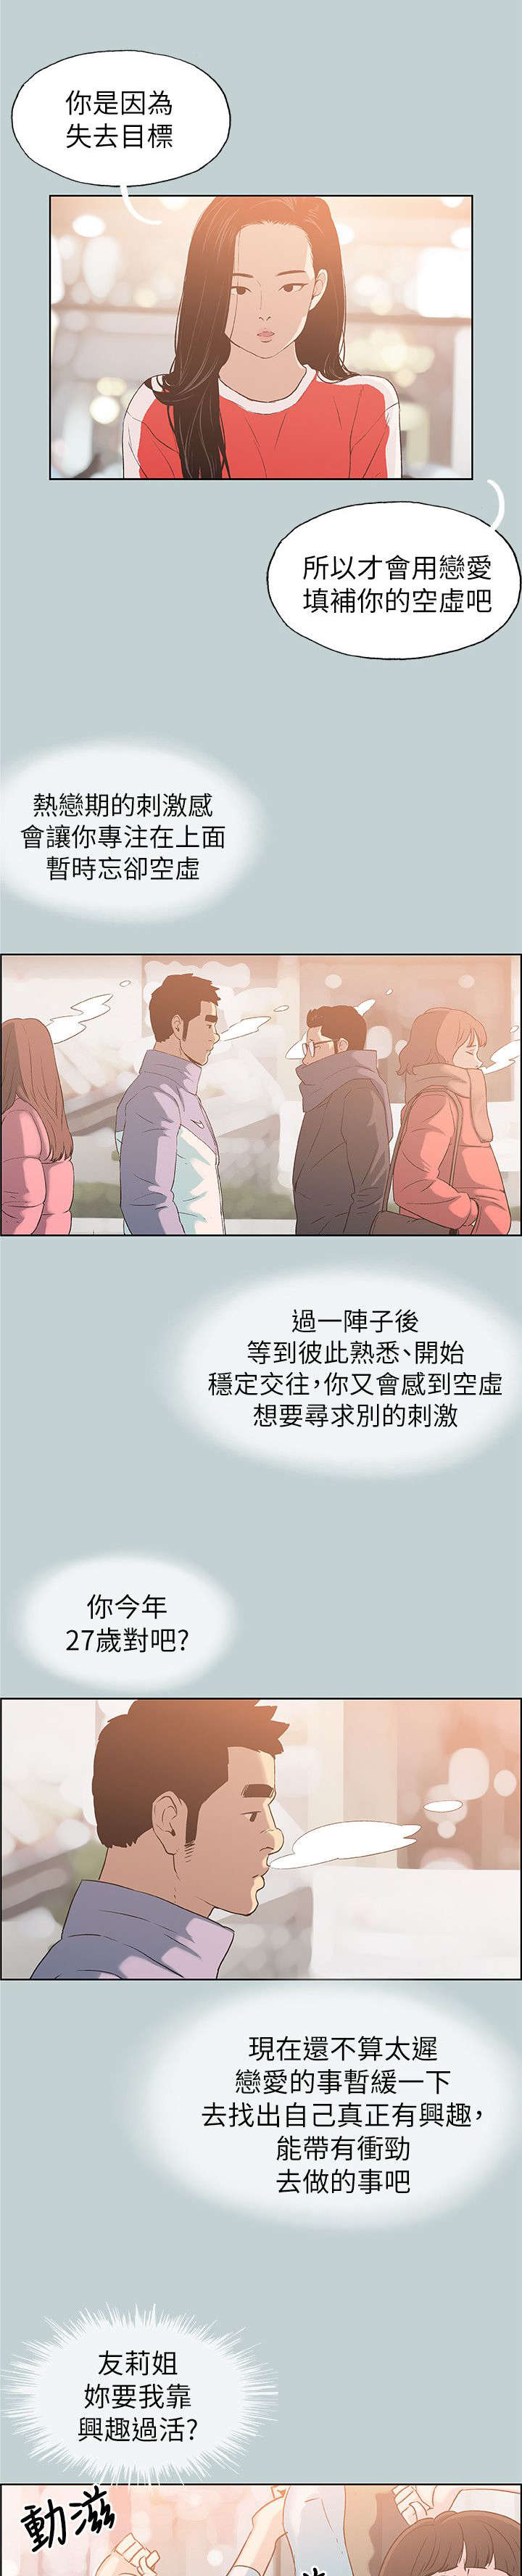 你是因為
失去目標
所以才會用戀愛
填補你的空虛吧
熱戀期的刺激感
會讓你專注在上面
暫時忘卻空虛
過一陣子後
等到彼此熟悉、開始
穩定交往，你又會感到空虛
想要尋求別的刺激
你今年
27歲對吧?
現在還不算太遲
戀愛的事暫緩一下
去找出自己真正有興趣，
能帶有衝勁
去做的事吧
友莉姐
妳要我靠
興趣過活?
動滋